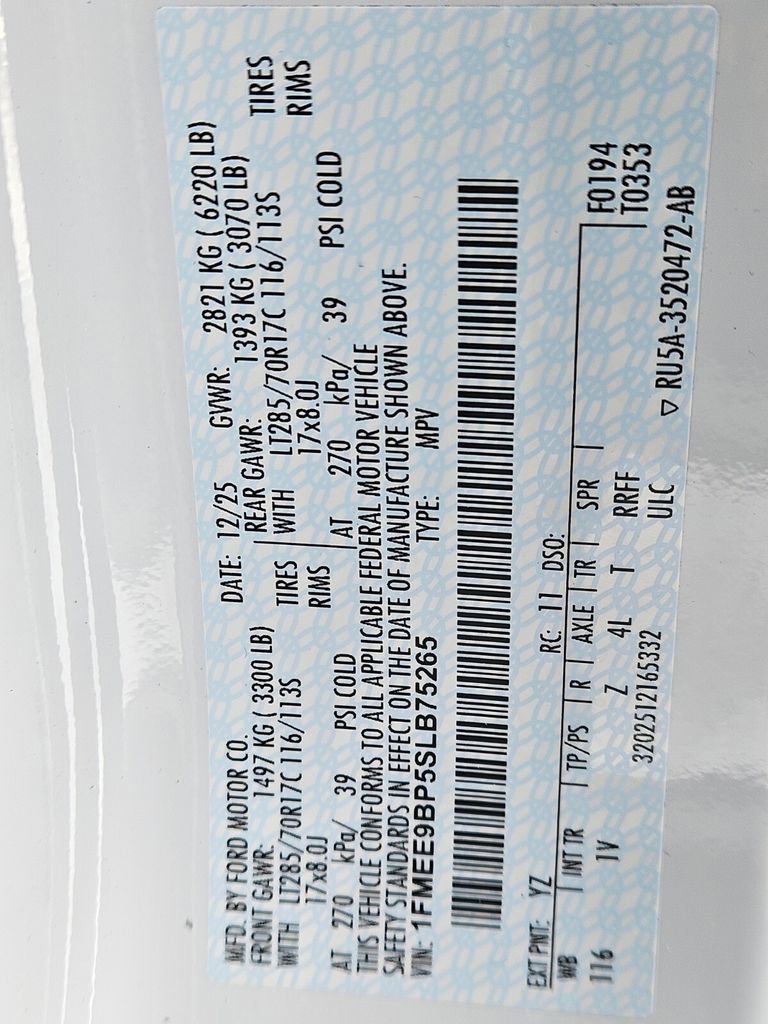 MFD. BY FORD MOTOR CO. DATE: 12/25 GVWR: 2821 KG ( 6220 LB)
FRONT GAWR: 1497 KG ( 3300 LB) REAR GAWR: 1393 KG ( 3070 LB)
WITH LT285/70R17C 116/113S TIRES WITH LT285/70R17C 116/113S TIRES
17x8.0J RIMS 17x8.0J RIMS
AT 270 kPa/ 39 PSI COLD AT 270 kPa/ 39 PSI COLD
THIS VEHICLE CONFORMS TO ALL APPLICABLE FEDERAL MOTOR VEHICLE
SAFETY STANDARDS IN EFFECT ON THE DATE OF MANUFACTURE SHOWN ABOVE.
VIN: 1FMEE9BP5SLB75265 TYPE: MPV
EXT PNT: YZ RC: 11 DSO:
WB INT TR TP/PS R AXLE TR SPR F0194
116 1V Z 4L T RRFF T0353
3202512165332 ULC ▽ RU5A-3520472-AB